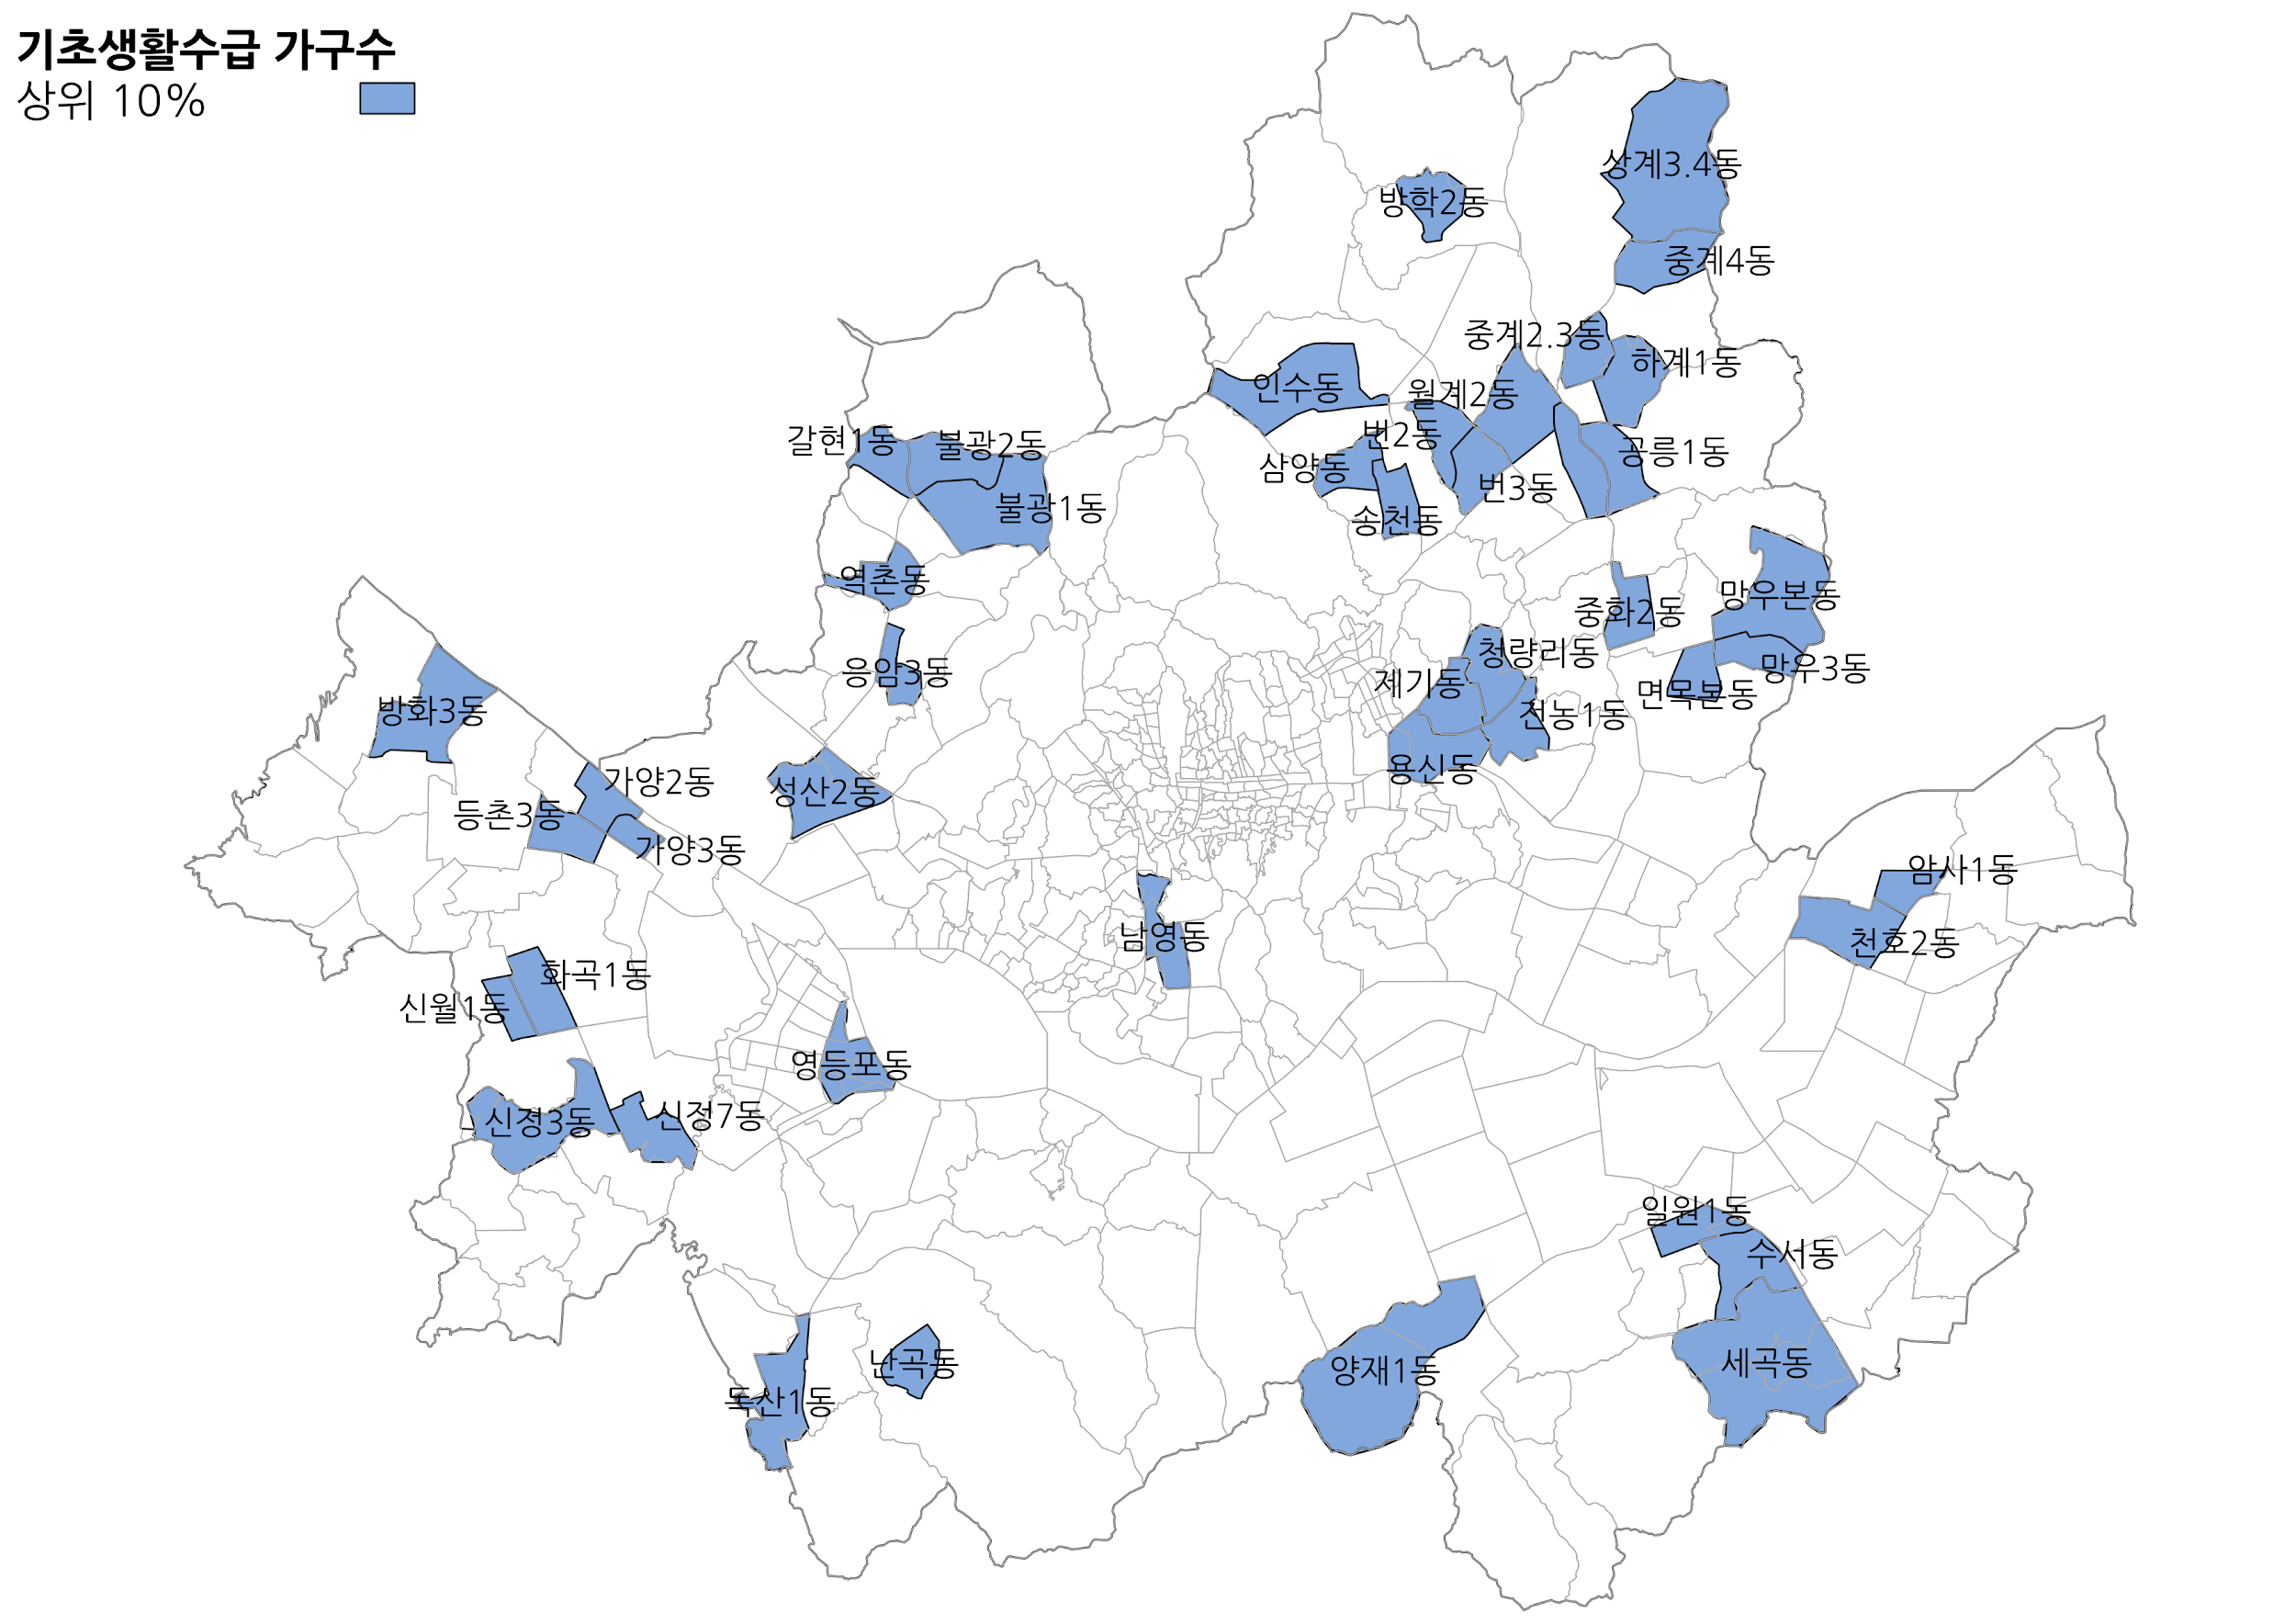 기초생활수급 가구수
상위 10%
상계3.4동
방학2동
중계4동
중계2.3동
하계1동
인수동
월계2동
번2동
갈현1동
불광2동
공릉1동
삼양동
번3동
불광1동
송천동
역촌동
망우본동
중화2동
청량리동
응암3동
제기동
망우3동
면목본동
방화3동
전농1동
용신동
가양2동
성산2동
등촌3동
가양3동
암사1동
남영동
천호2동
화곡1동
신월1동
영등포동
신정3동
신정7동
일원1동
수서동
세곡동
난곡동
양재1동
독산1동